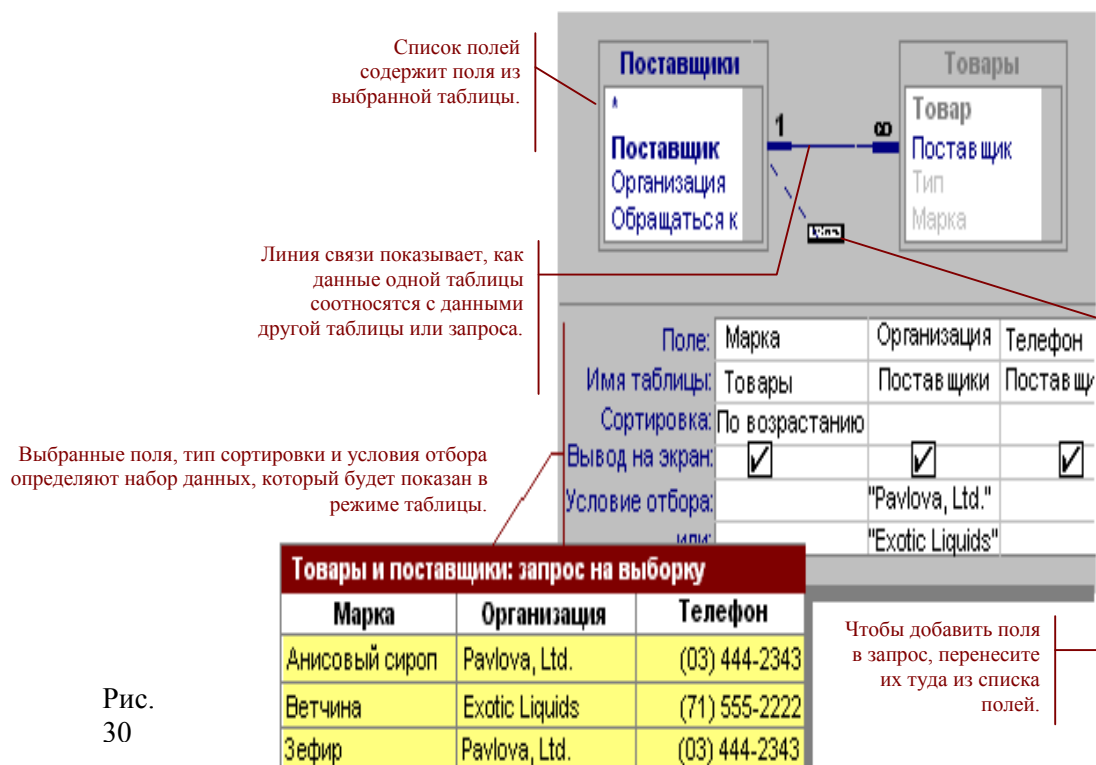 Список полей
содержит поля из
выбранной таблицы.
Поставщики
*
Поставщик
Организация
Обращаться к
1
∞
Товары
Товар
Поставщик
Тип
Марка
Линия связи показывает, как
данные одной таблицы
соотносятся с данными
другой таблицы или запроса.
Поле: Марка Организация Телефон
Имя таблицы: Товары Поставщики Поставщи
Сортировка: По возрастанию
Вывод на экран:
Условие отбора: "Pavlova, Ltd."
или: "Exotic Liquids"
Выбранные поля, тип сортировки и условия отбора
определяют набор данных, который будет показан в
режиме таблицы.
Товары и поставщики: запрос на выборку
Марка Организация Телефон
Анисовый сироп Pavlova, Ltd. (03) 444-2343
Ветчина Exotic Liquids (71) 555-2222
Зефир Pavlova, Ltd. (03) 444-2343
Чтобы добавить поля
в запрос, перенесите
их туда из списка
полей.
Рис.
30